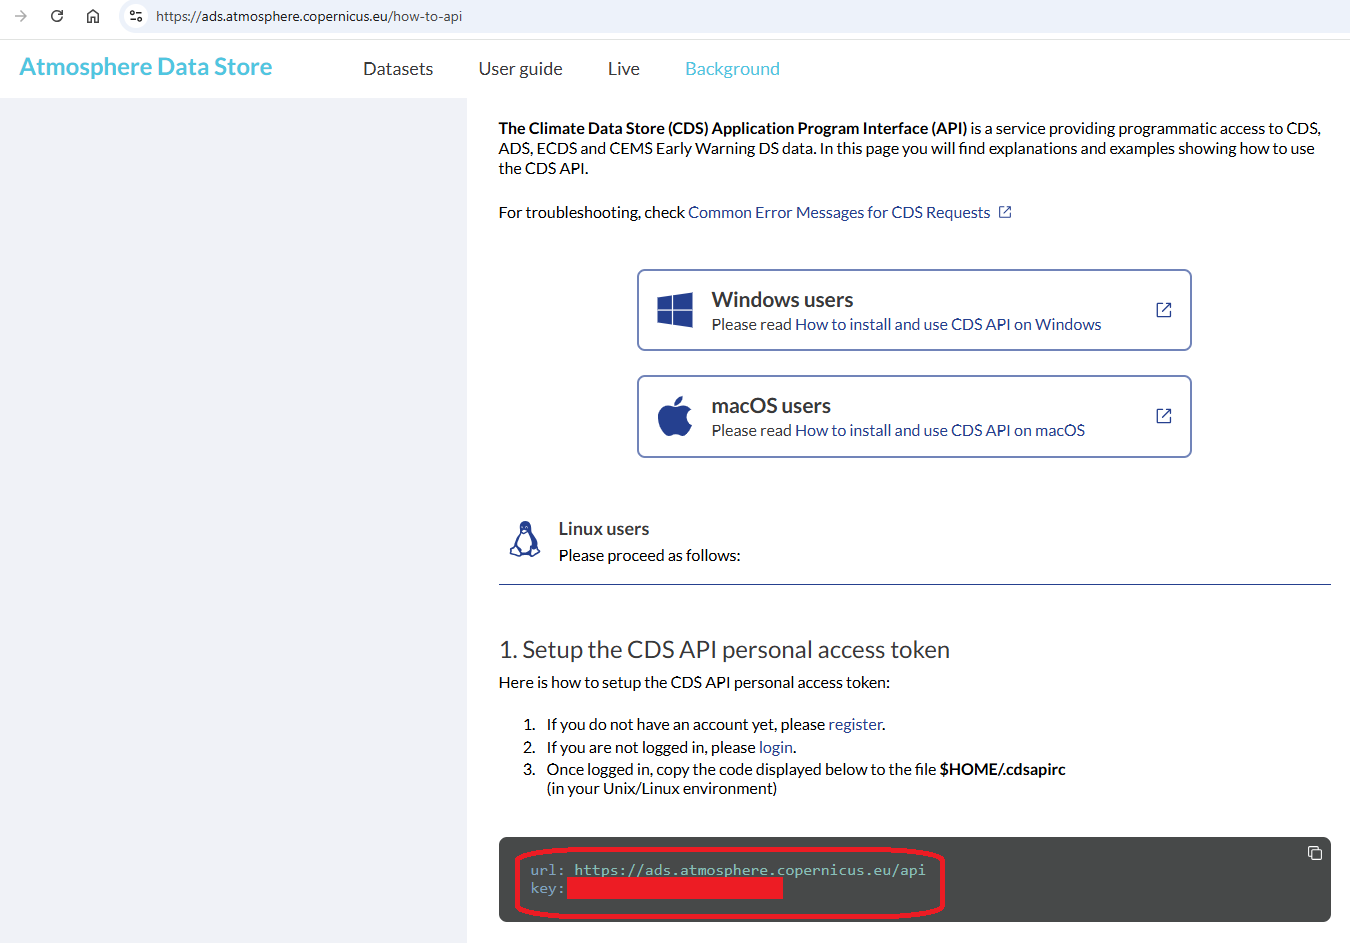 https://ads.atmosphere.copernicus.eu/how-to-api
Atmosphere Data Store
Datasets
User guide
Live
Background
The Climate Data Store (CDS) Application Program Interface (API) is a service providing programmatic access to CDS,
ADS, ECDS and CEMS Early Warning DS data. In this page you will find explanations and examples showing how to use
the CDS API.
For troubleshooting, check Common Error Messages for CDS Requests
Windows users
Please read How to install and use CDS API on Windows
macOS users
Please read How to install and use CDS API on macOS
Linux users
Please proceed as follows:
1. Setup the CDS API personal access token
Here is how to setup the CDS API personal access token:
1. If you do not have an account yet, please register.
2. If you are not logged in, please login.
3. Once logged in, copy the code displayed below to the file $HOME/.cdsapirc
(in your Unix/Linux environment)
url: https://ads.atmosphere.copernicus.eu/api
key: